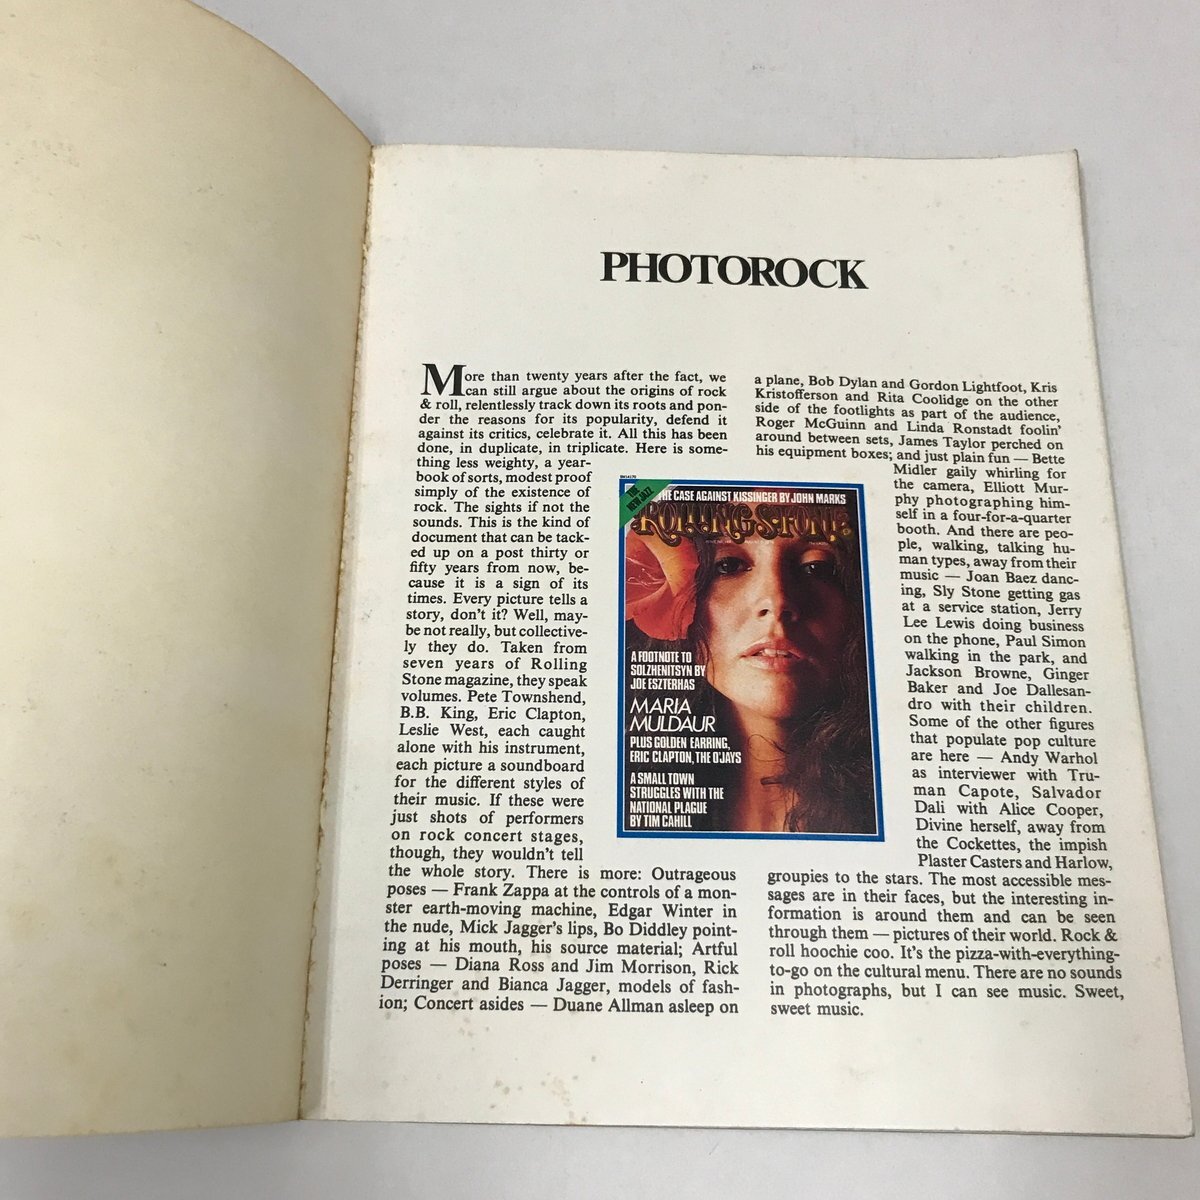 PHOTOROCK
More than twenty years after the fact, we
can still argue about the origins of rock
& roll, relentlessly track down its roots and pon-
der the reasons for its popularity, defend it
against its critics, celebrate it. All this has been
done, in duplicate, in triplicate. Here is some-
thing less weighty, a year-
book of sorts, modest proof
simply of the existence of
rock. The sights if not the
sounds. This is the kind of
document that can be tack-
ed up on a post thirty or
fifty years from now, be-
cause it is a sign of its
times. Every picture tells a
story, don't it? Well, may-
be not really, but collective-
ly they do. Taken from
seven years of Rolling
Stone magazine, they speak
volumes. Pete Townshend,
B.B. King, Eric Clapton,
Leslie West, each caught
alone with his instrument,
each picture a soundboard
for the different styles of
their music. If these were
just shots of performers
on rock concert stages,
though, they wouldn't tell
the whole story. There is more: Outrageous
poses — Frank Zappa at the controls of a mon-
ster earth-moving machine, Edgar Winter in
the nude, Mick Jagger's lips, Bo Diddley point-
ing at his mouth, his source material; Artful
poses — Diana Ross and Jim Morrison, Rick
Derringer and Bianca Jagger, models of fash-
ion; Concert asides — Duane Allman asleep on
a plane, Bob Dylan and Gordon Lightfoot, Kris
Kristofferson and Rita Coolidge on the other
side of the footlights as part of the audience,
Roger McGuinn and Linda Ronstadt foolin'
around between sets, James Taylor perched on
his equipment boxes; and just plain fun — Bette
Midler gaily whirling for
the camera, Elliott Mur-
phy photographing him-
self in a four-for-a-quarter
booth. And there are peo-
ple, walking, talking hu-
man types, away from their
music — Joan Baez danc-
ing, Sly Stone getting gas
at a service station, Jerry
Lee Lewis doing business
on the phone, Paul Simon
walking in the park, and
Jackson Browne, Ginger
Baker and Joe Dallesan-
dro with their children.
Some of the other figures
that populate pop culture
are here — Andy Warhol
as interviewer with Tru-
man Capote, Salvador
Dali with Alice Cooper,
Divine herself, away from
the Cockettes, the impish
Plaster Casters and Harlow,
groupies to the stars. The most accessible mes-
sages are in their faces, but the interesting in-
formation is around them and can be seen
through them — pictures of their world. Rock &
roll hoochie coo. It's the pizza-with-everything-
to-go on the cultural menu. There are no sounds
in photographs, but I can see music. Sweet,
sweet music.
THE
NEW JAZZ
THE CASE AGAINST KISSINGER BY JOHN MARKS
ROLLING STONE
A FOOTNOTE TO
SOLZHENITSYN BY
JOE ESZTERHAS
MARIA
MULDAUR
PLUS GOLDEN EARRING,
ERIC CLAPTON, THE O'JAYS
A SMALL TOWN
STRUGGLES WITH THE
NATIONAL PLAGUE
BY TIM CAHILL